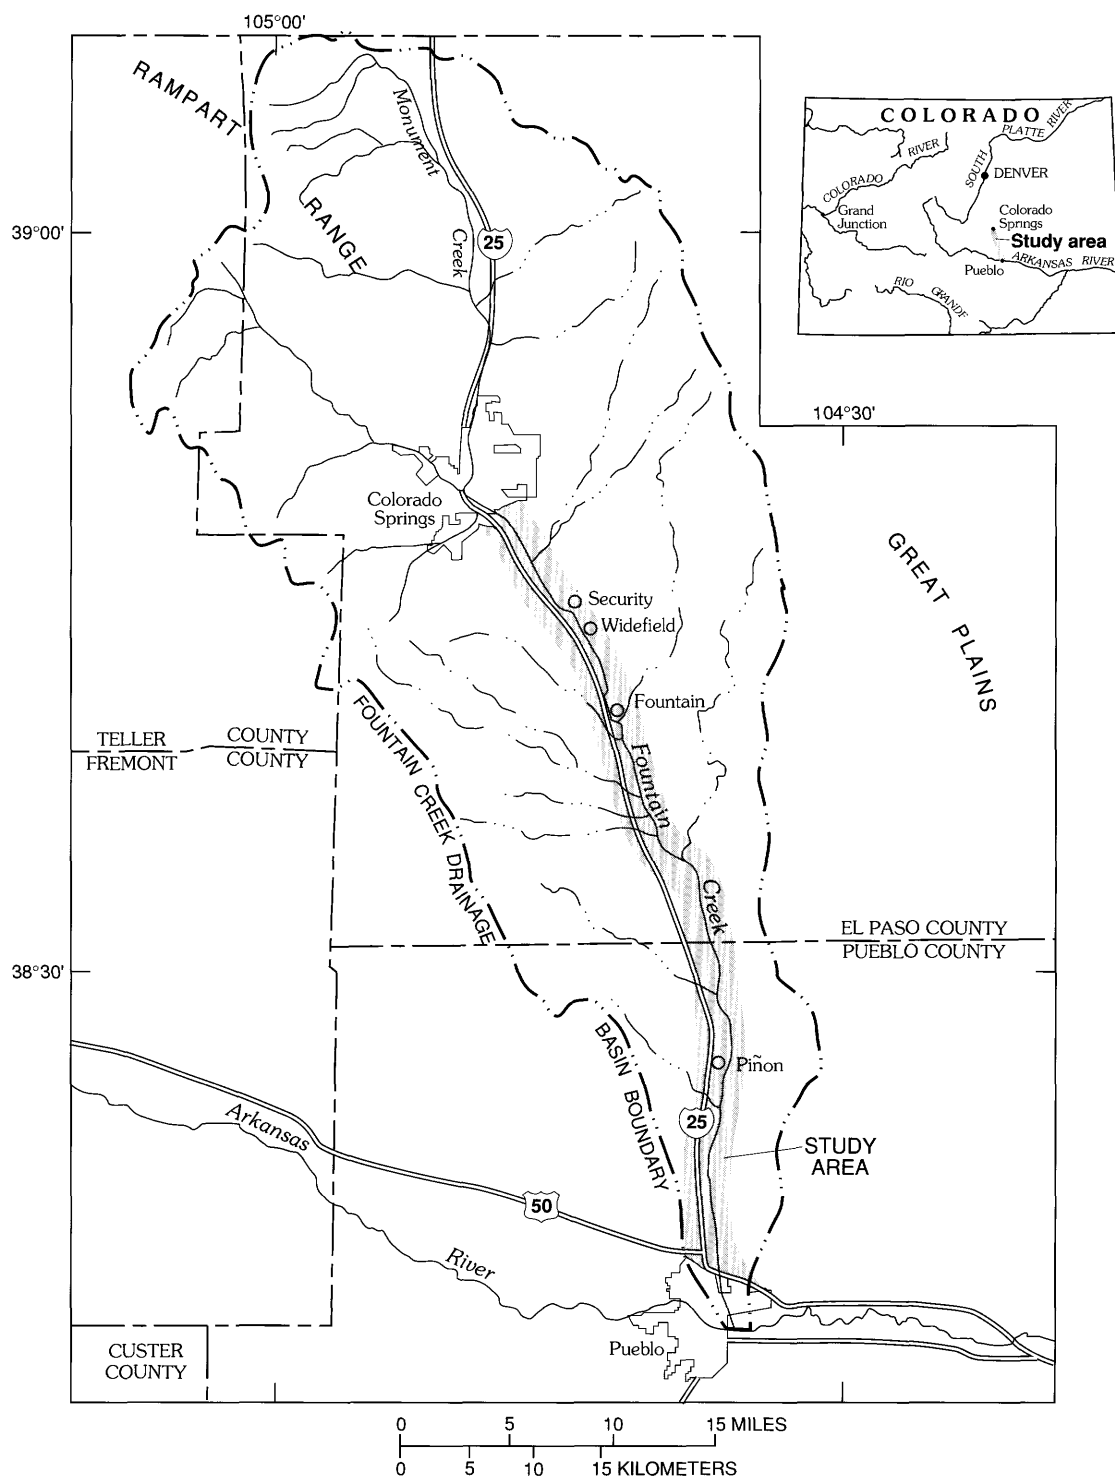 105°00'
RAMPART
RANGE
Monument
Creek
25
39°00'
COLORADO
SOUTH
PLATTE
RIVER
COLORADO
RIVER
DENVER
Grand
Junction
Colorado
Springs
Study area
Pueblo
ARKANSAS RIVER
RIO GRANDE
104°30'
Colorado
Springs
GREAT PLAINS
Security
Widefield
Fountain
Fountain
Creek
TELLER COUNTY
FREMONT COUNTY
FOUNTAIN CREEK DRAINAGE
BASIN BOUNDARY
EL PASO COUNTY
PUEBLO COUNTY
38°30'
Piñon
25
STUDY
AREA
Arkansas
River
50
Pueblo
CUSTER
COUNTY
0 5 10 15 MILES
0 5 10 15 KILOMETERS